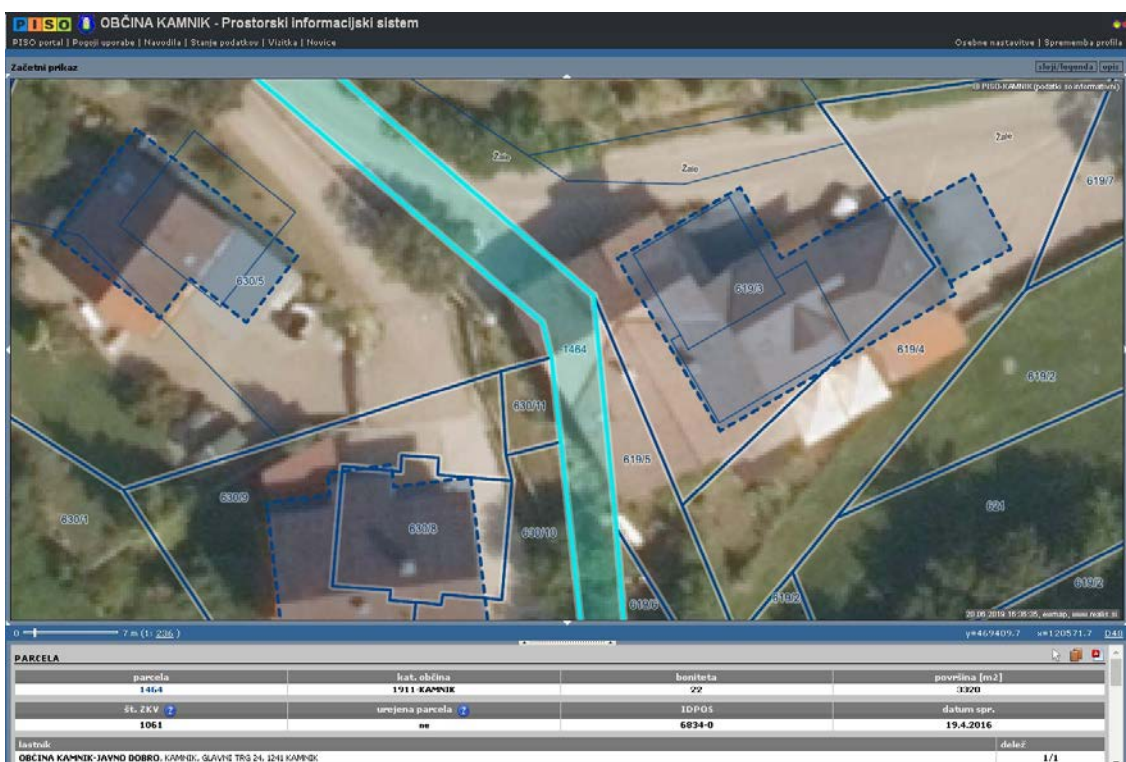 PISO OBČINA KAMNIK - Prostorski informacijski sistem
PISO portal | Pogoji uporabe | Navodila | Stanje podatkov | Vizitka | Novice
Osebne nastavitve | Sprememba profila
Začetni prikaz
sloji/legenda opis
© PISO-KAMNIK (podatki so informativni)
Žale
Žale
Žale
619/7
630/5
619/3
1464
619/4
619/2
630/11
619/5
630/1
630/9
630/8
630/10
624
619/6
619/2
619/2
20.06.2019 16:36:35, www.realis.si
0 7 m (1: 236 )
y=469409.7 x=120571.7 D48
PARCELA
parcela kat. občina boniteta površina [m2]
1464 1911-KAMNIK 22 3320
št. ZKV ? urejena parcela ? IDPOS datum spr.
1061 ne 6834-0 19.4.2016
lastnik delež
OBČINA KAMNIK-JAVNO DOBRO, KAMNIK, GLAVNI TRG 24, 1241 KAMNIK 1/1